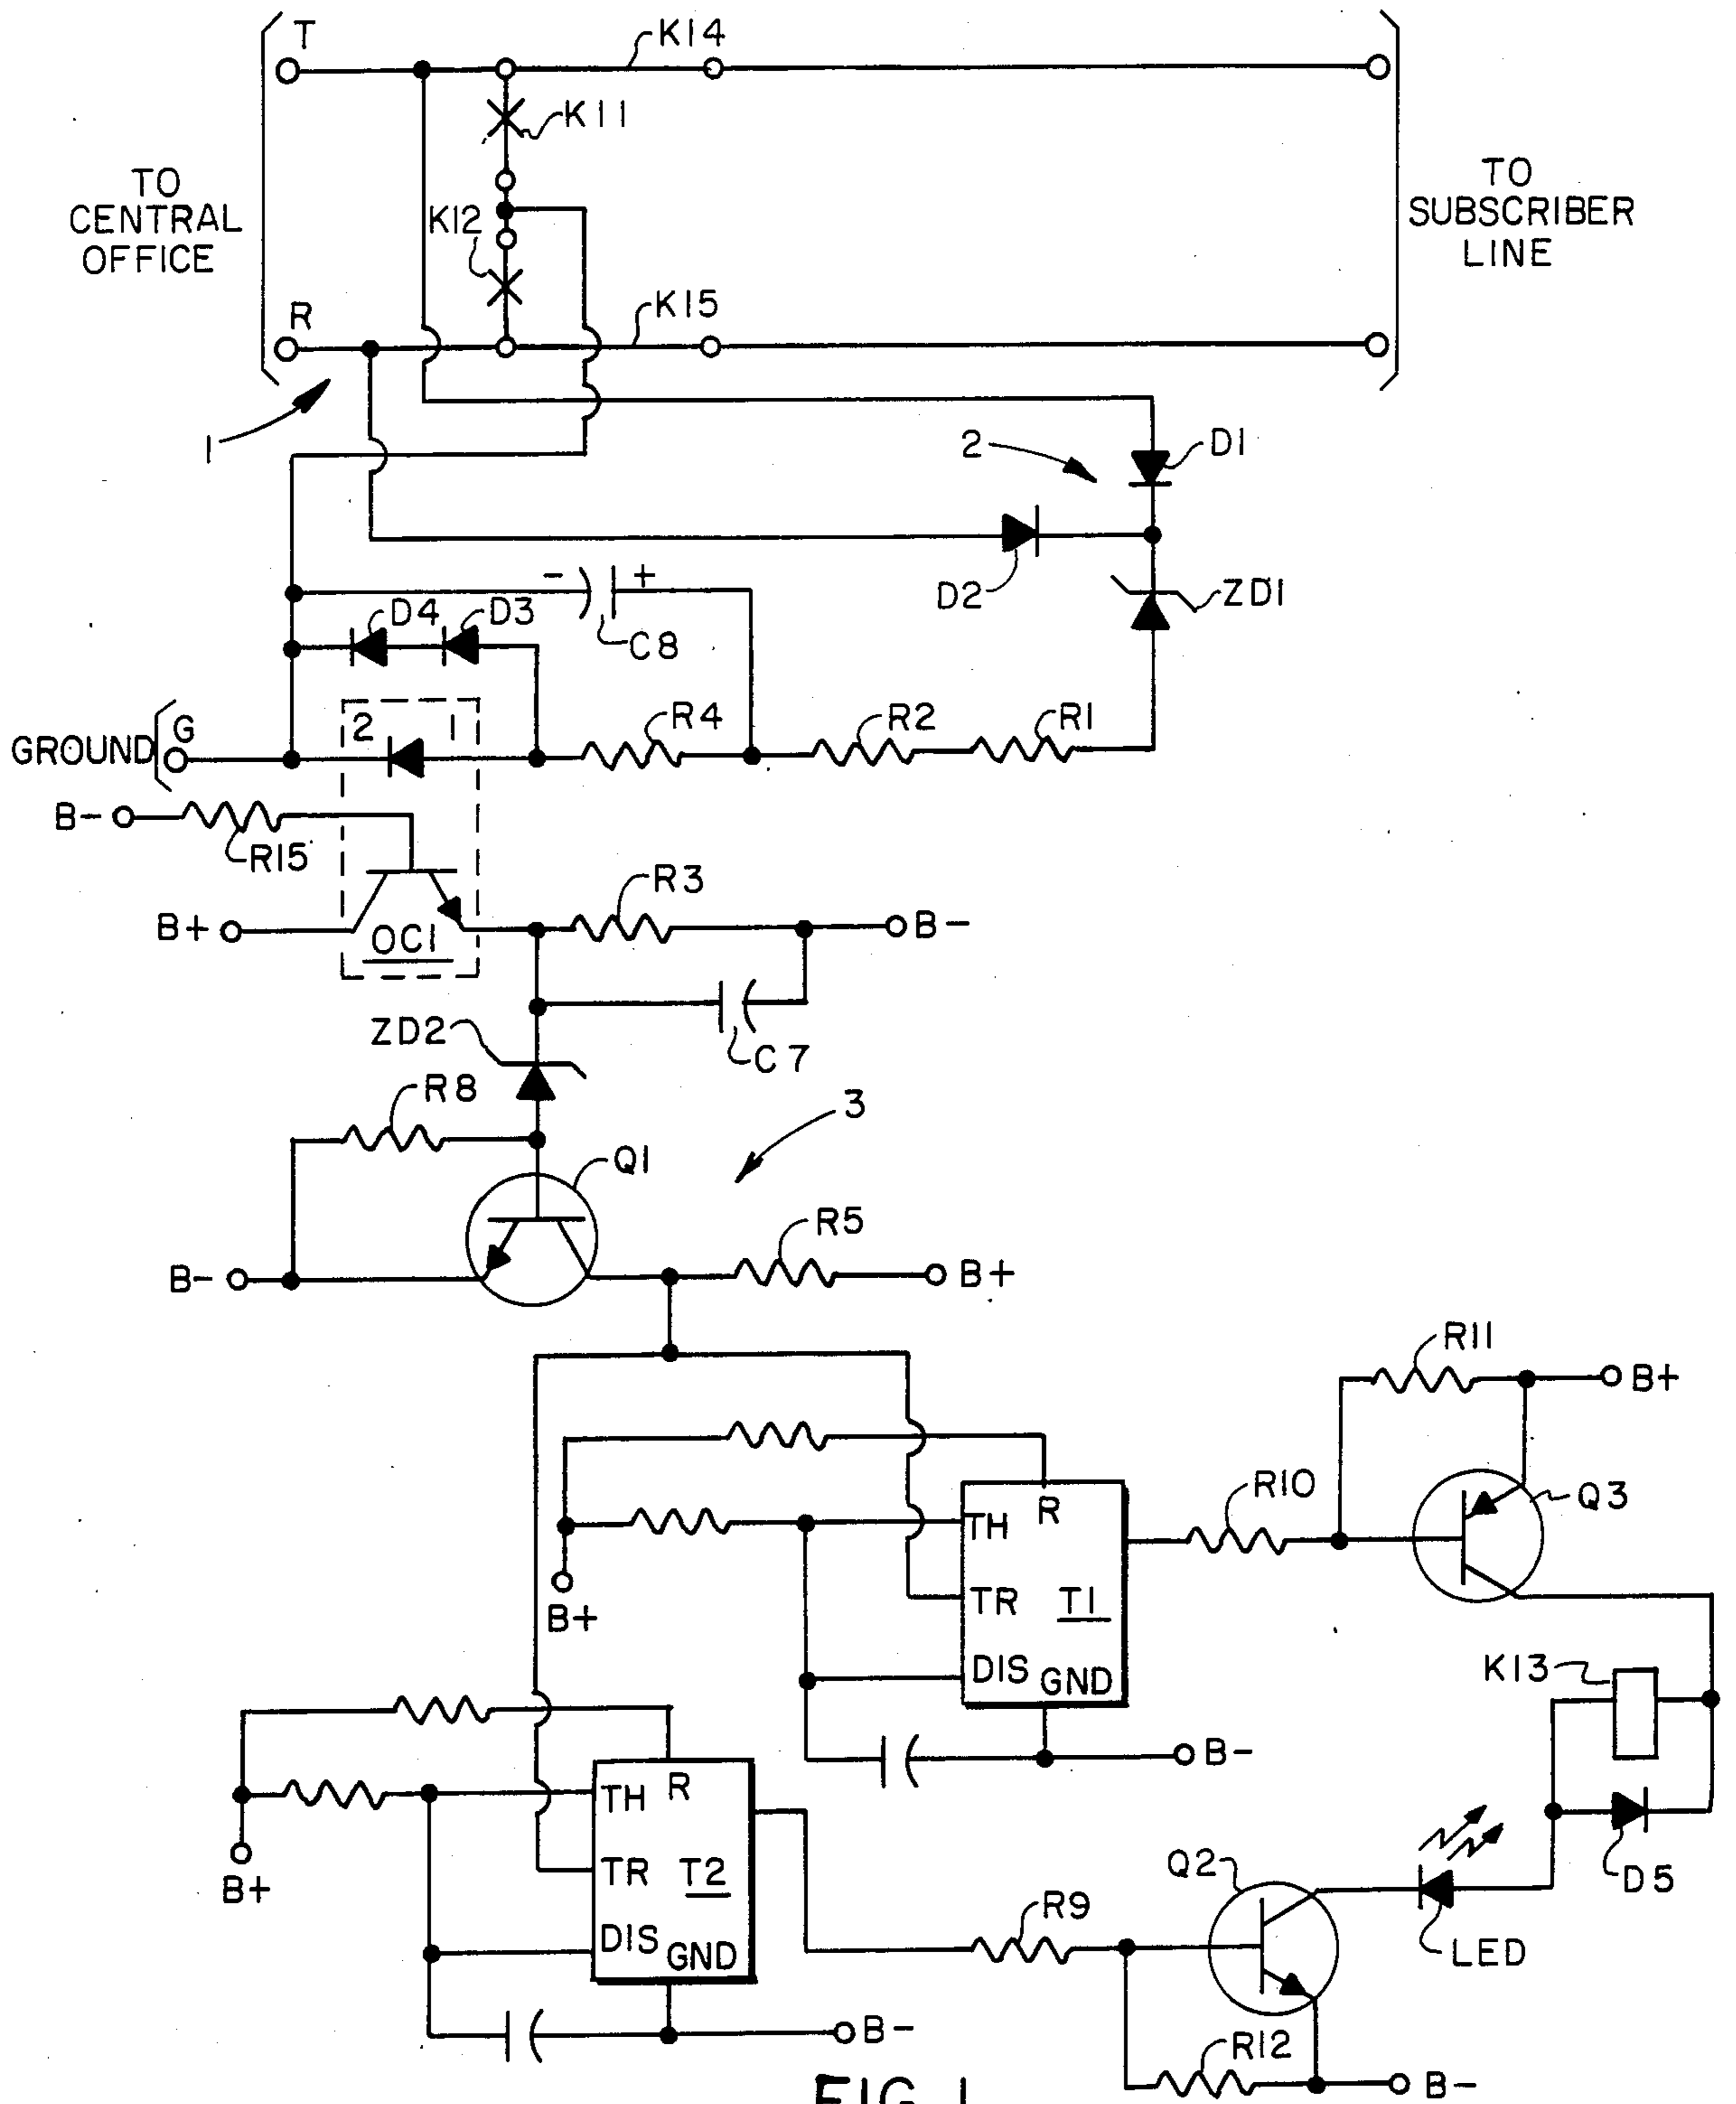 T
K14
K11
TO
CENTRAL
OFFICE
K12
TO
SUBSCRIBER
LINE
R
K15
1
2
D1
D2
ZD1
- +
D4
D3
C8
GROUND
G
2 1
R4
R2
R1
B-
R15
R3
B+
OC1
B-
ZD2
C7
R8
3
Q1
R5
B-
B+
R11
B+
R10
Q3
TH
R
TR
T1
B+
DIS
GND
K13
B-
TH
R
TR
T2
B+
Q2
D5
DIS
GND
R9
LED
B-
R12
B-
FIG. 1